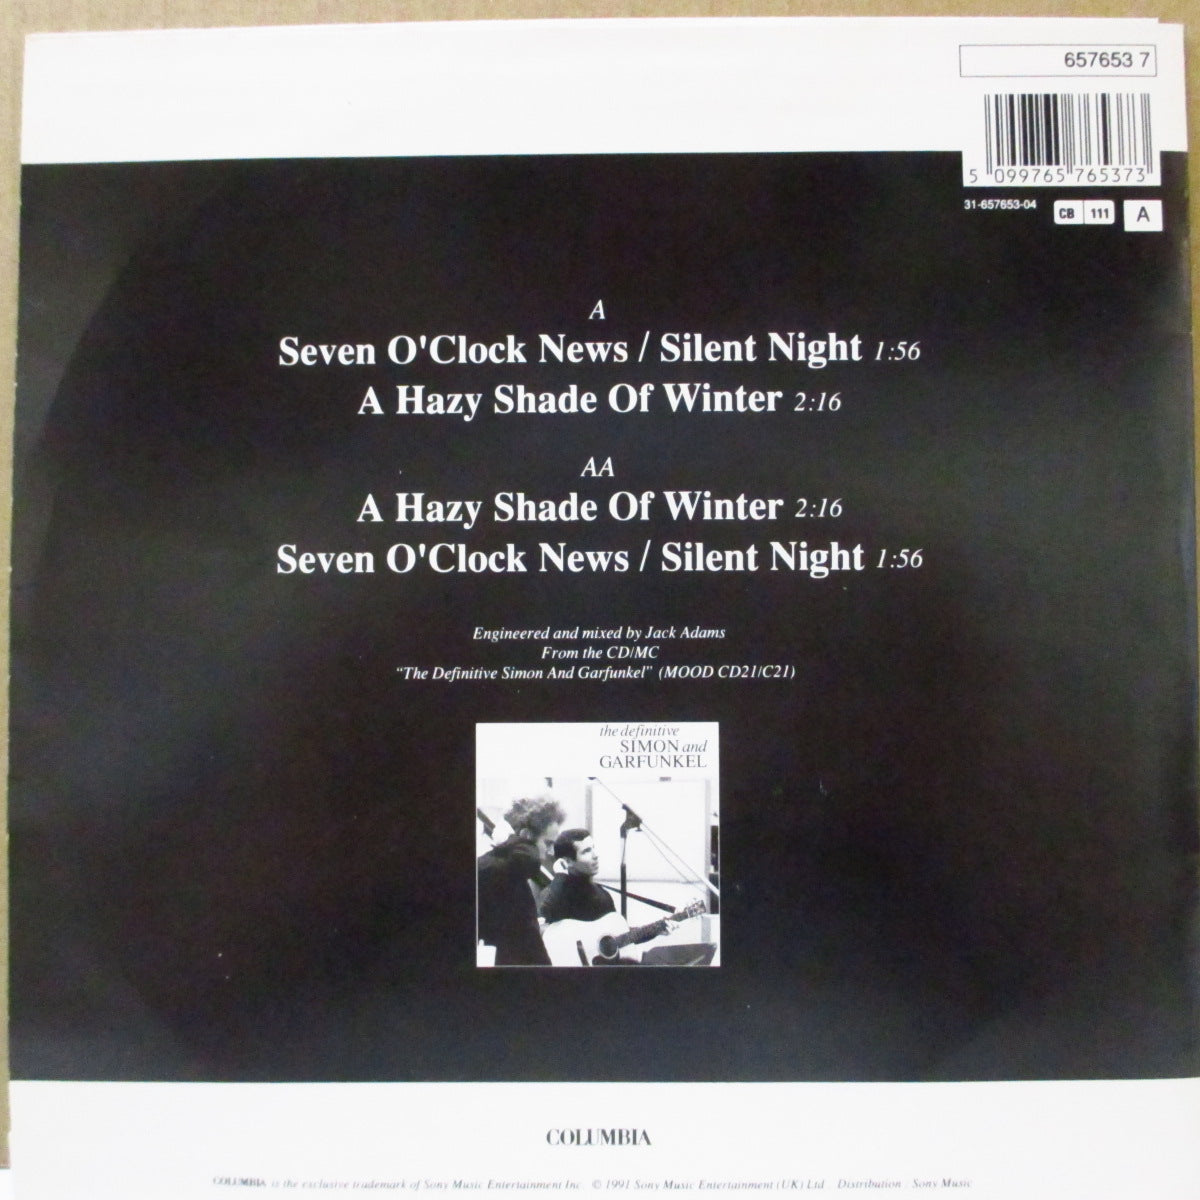 657653 7
5 099765 765373
31-657653-04
CB 111
A
A
Seven O'Clock News / Silent Night 1:56
A Hazy Shade Of Winter 2:16
AA
A Hazy Shade Of Winter 2:16
Seven O'Clock News / Silent Night 1:56
Engineered and mixed by Jack Adams
From the CD/MC
“The Definitive Simon And Garfunkel” (MOOD CD21/C21)
the definitive
SIMON and
GARFUNKEL
COLUMBIA
COLUMBIA is the exclusive trademark of Sony Music Entertainment Inc. © 1991 Sony Music Entertainment (UK) Ltd . Distribution . Sony Music